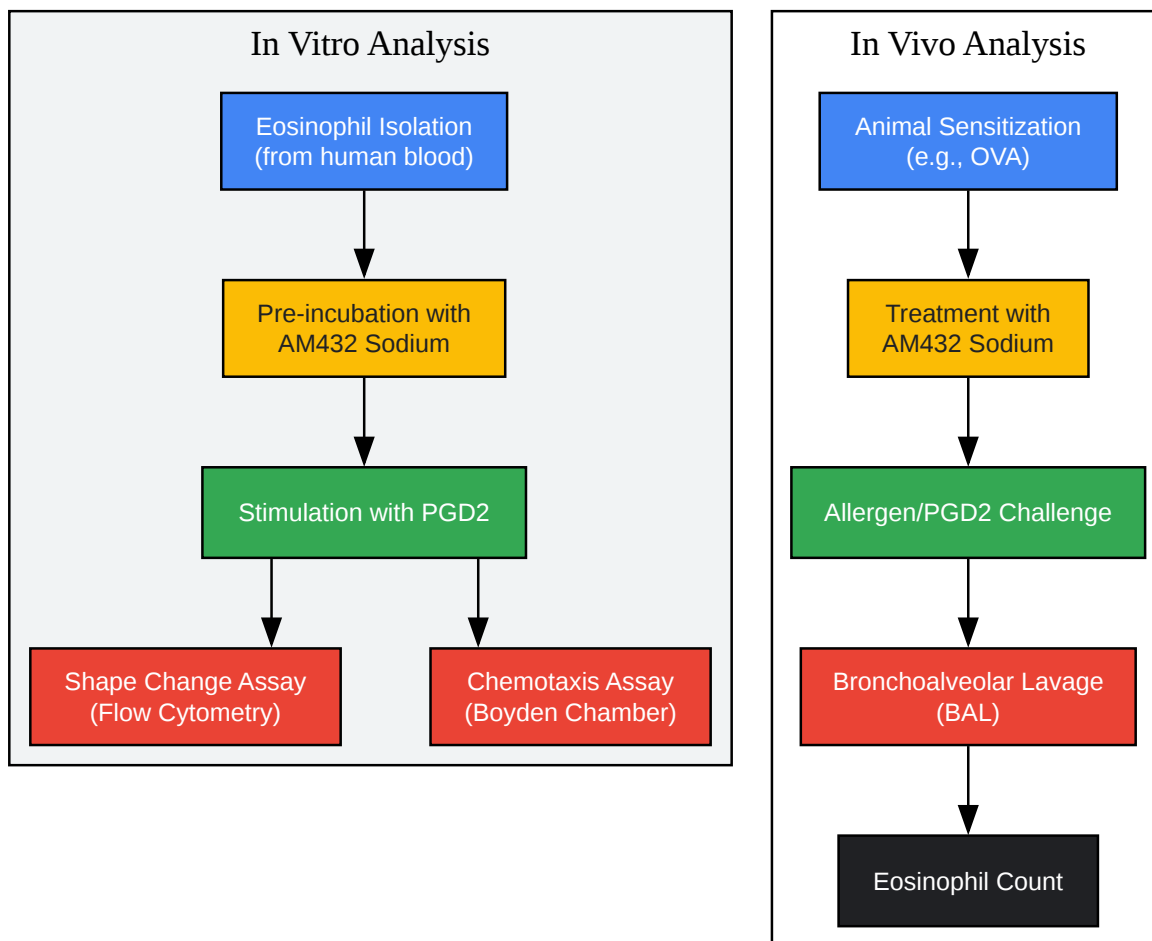 In Vitro Analysis
Eosinophil Isolation
(from human blood)
Pre-incubation with
AM432 Sodium
Stimulation with PGD2
Shape Change Assay
(Flow Cytometry)
Chemotaxis Assay
(Boyden Chamber)
In Vivo Analysis
Animal Sensitization
(e.g., OVA)
Treatment with
AM432 Sodium
Allergen/PGD2 Challenge
Bronchoalveolar Lavage
(BAL)
Eosinophil Count